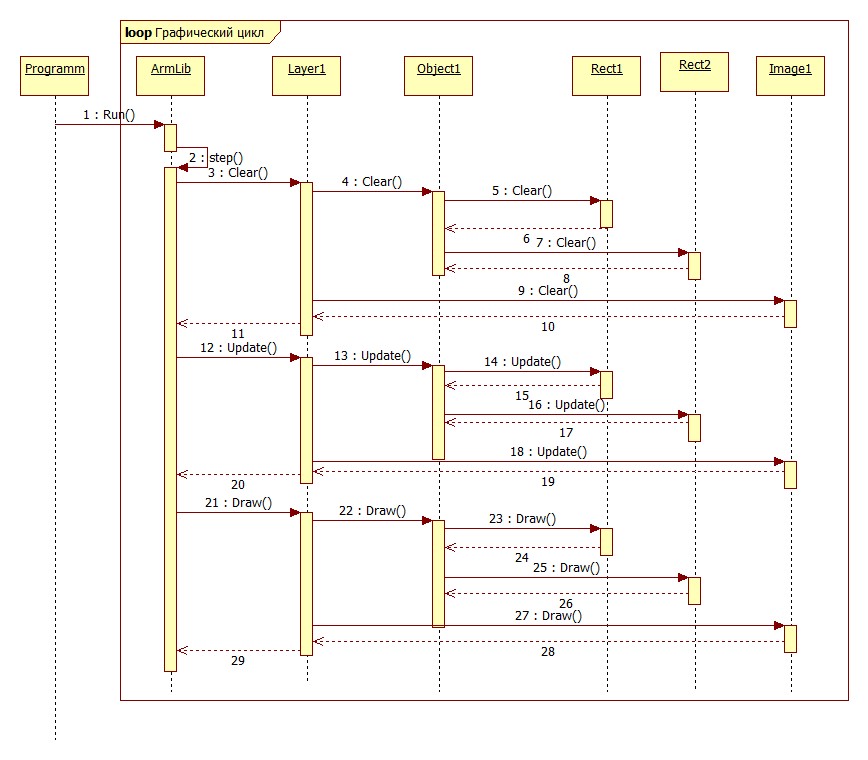 loop Графический цикл
Programm
ArmLib
Layer1
Object1
Rect1
Rect2
Image1
1 : Run()
2 : step()
3 : Clear()
4 : Clear()
5 : Clear()
6
7 : Clear()
8
9 : Clear()
10
11
12 : Update()
13 : Update()
14 : Update()
15
16 : Update()
17
18 : Update()
19
20
21 : Draw()
22 : Draw()
23 : Draw()
24
25 : Draw()
26
27 : Draw()
28
29